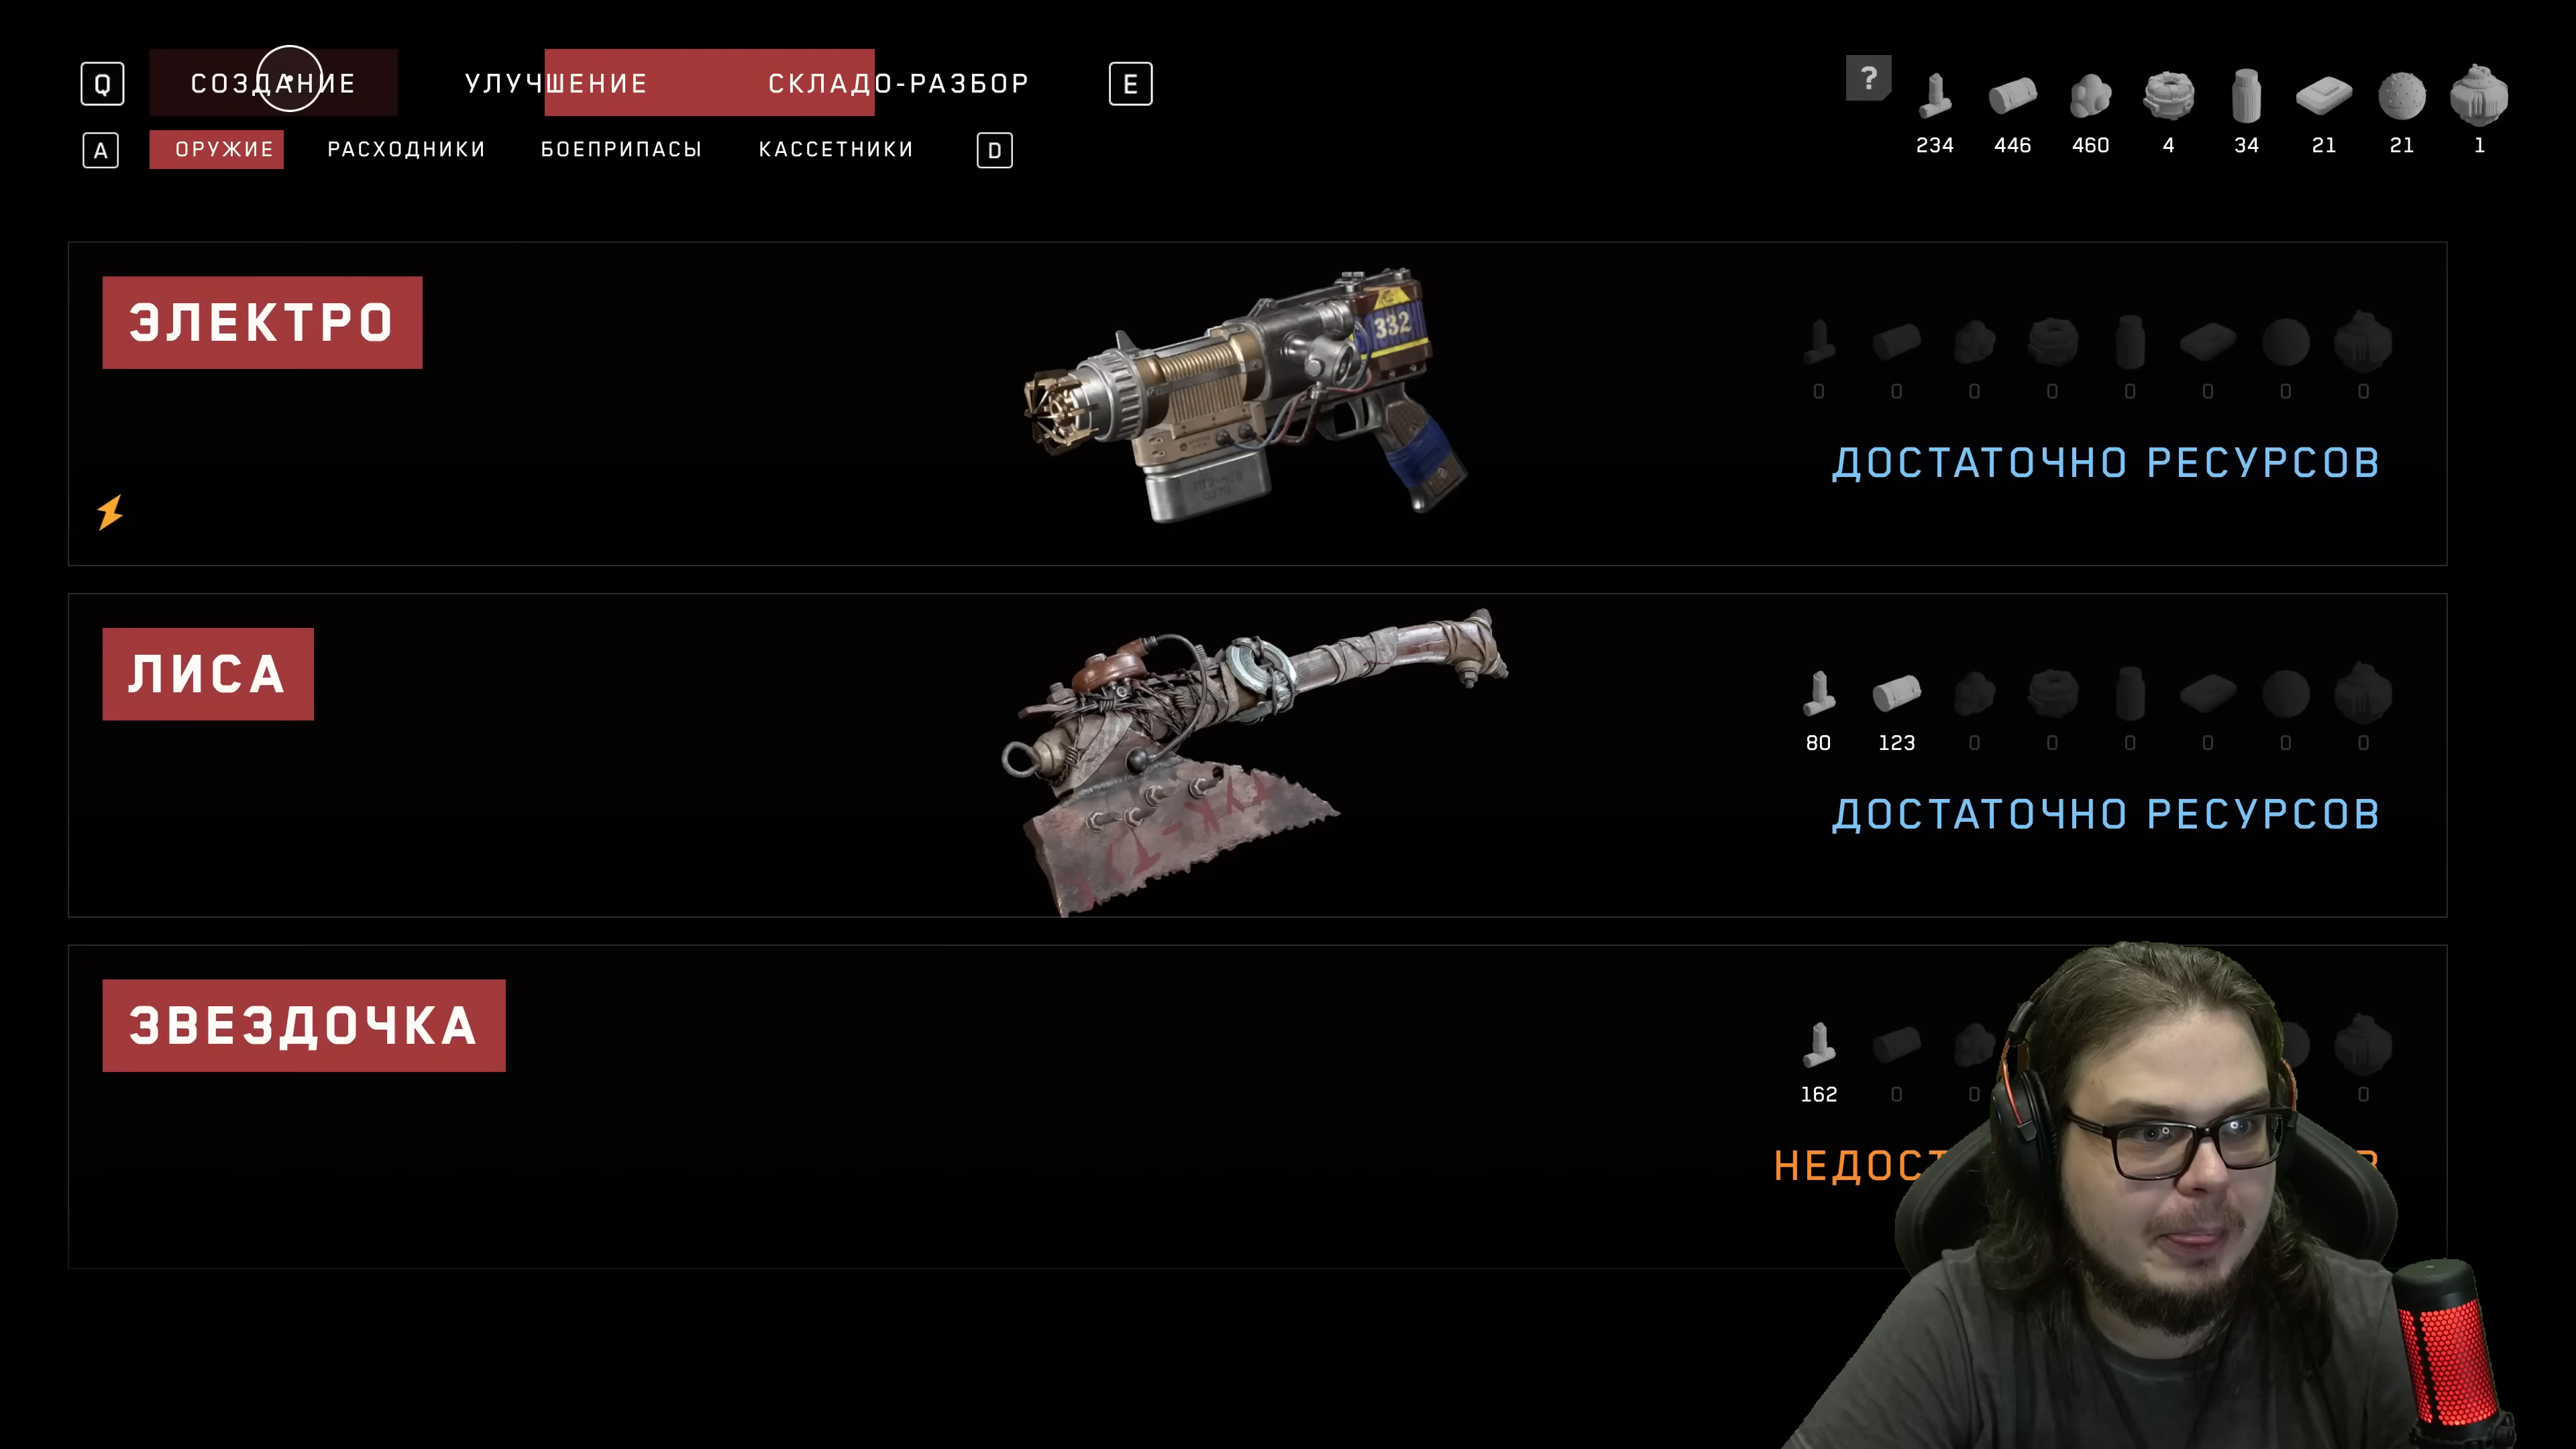 Q СОЗДАНИЕ УЛУЧШЕНИЕ СКЛАДО-РАЗБОР E
A ОРУЖИЕ РАСХОДНИКИ БОЕПРИПАСЫ КАССЕТНИКИ D
?
234 446 460 4 34 21 21 1
ЭЛЕКТРО
332
0 0 0 0 0 0 0 0
ДОСТАТОЧНО РЕСУРСОВ
ЛИСА
80 123 0 0 0 0 0 0
ДОСТАТОЧНО РЕСУРСОВ
ЗВЕЗДОЧКА
162 0 0 0